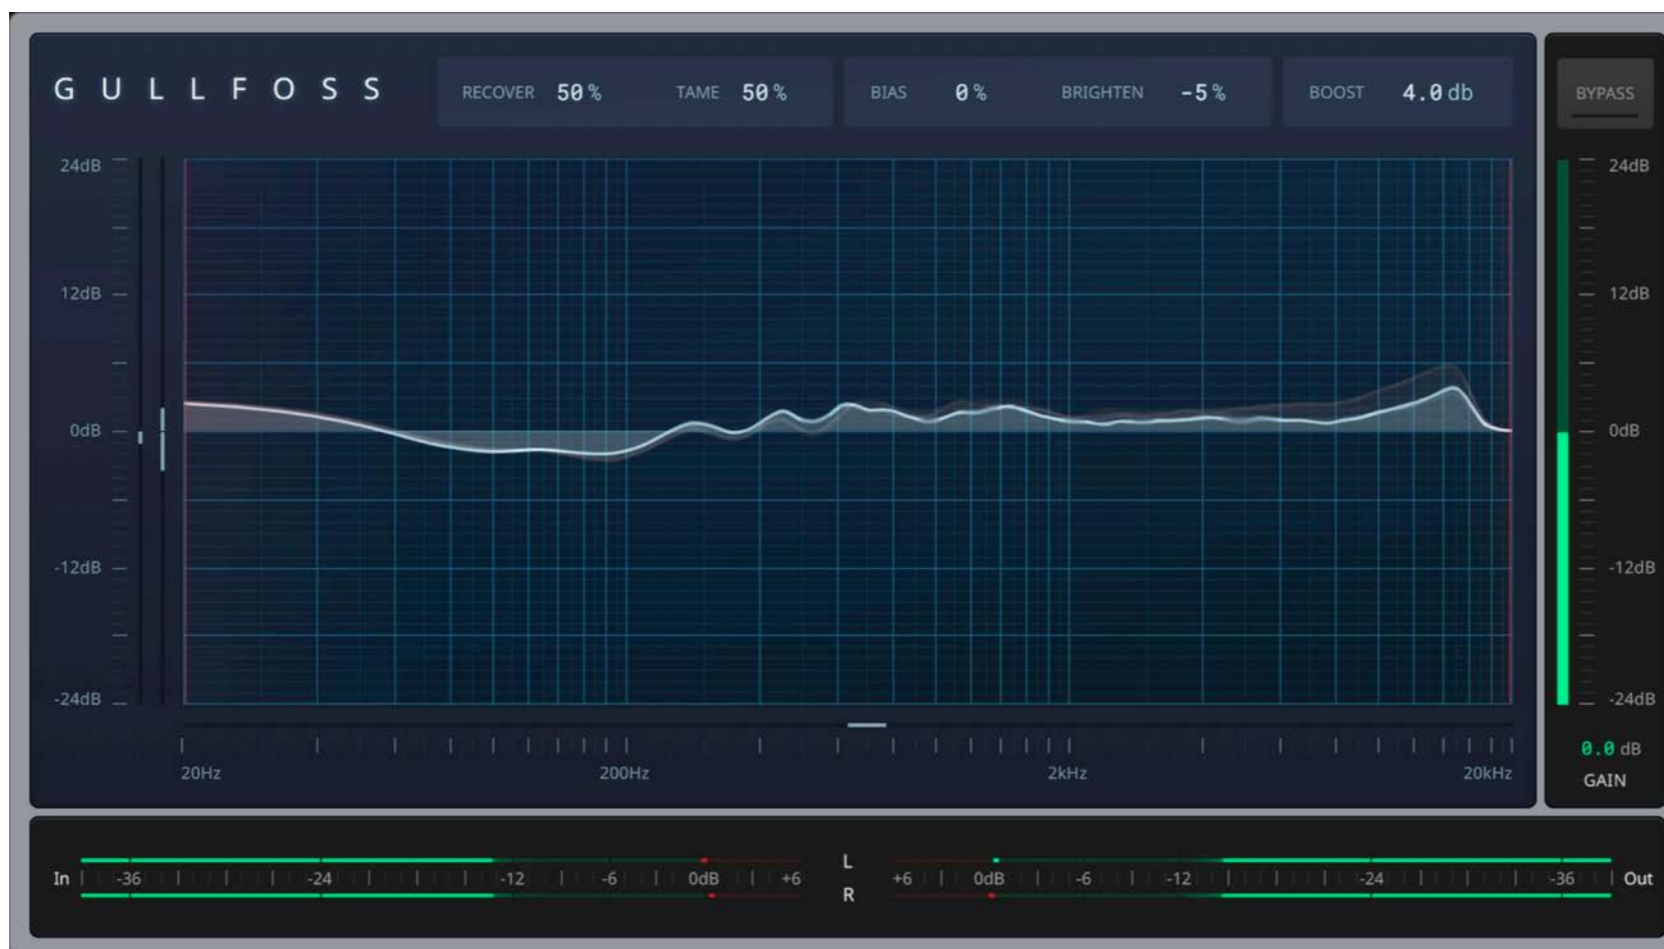 GULLFOSS RECOVER 50% TAME 50% BIAS 0% BRIGHTEN -5% BOOST 4.0 db BYPASS
24dB 24dB
12dB 12dB
0dB 0dB
-12dB -12dB
-24dB -24dB
0.0 dB
20Hz 200Hz 2kHz 20kHz GAIN
L
In -36 -24 -12 -6 0dB +6 +6 0dB -6 -12 -24 -36 Out
R